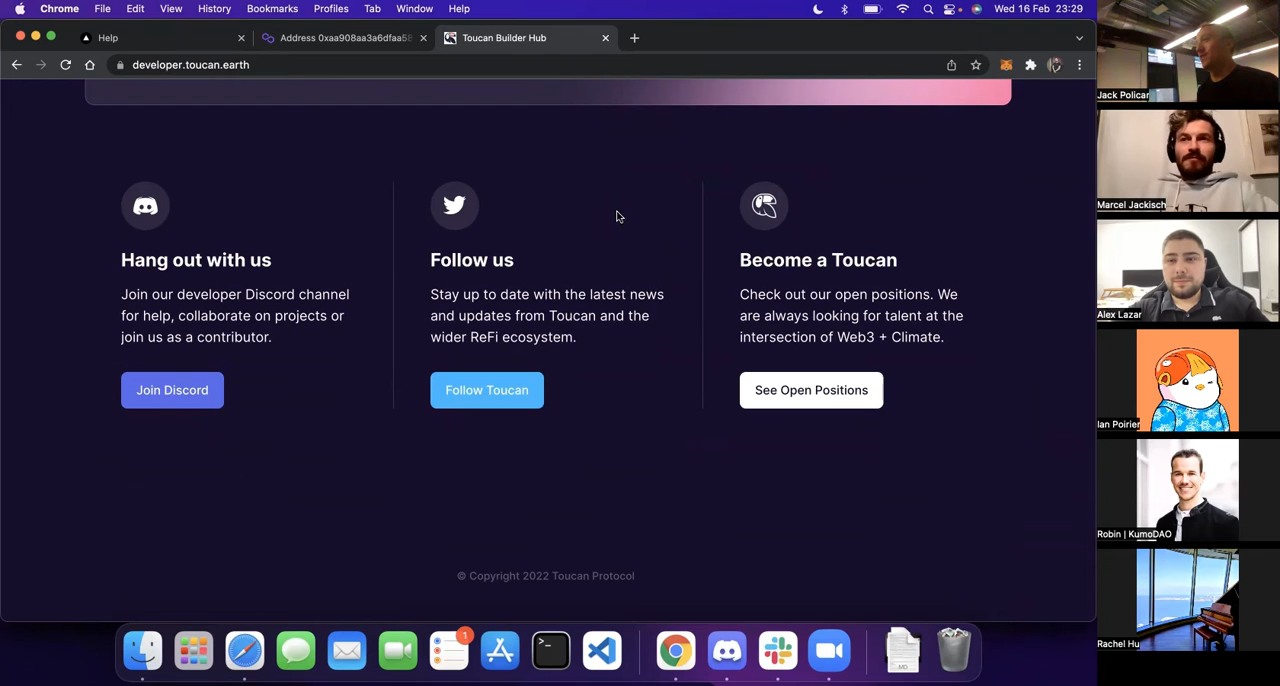 Chrome File Edit View History Bookmarks Profiles Tab Window Help
Wed 16 Feb 23:29
Help
Address 0xaa908aa3a6dfaa58
Toucan Builder Hub
developer.toucan.earth
Hang out with us
Join our developer Discord channel
for help, collaborate on projects or
join us as a contributor.
Join Discord
Follow us
Stay up to date with the latest news
and updates from Toucan and the
wider ReFi ecosystem.
Follow Toucan
Become a Toucan
Check out our open positions. We
are always looking for talent at the
intersection of Web3 + Climate.
See Open Positions
© Copyright 2022 Toucan Protocol
1
MD
Jack Polican
Marcel Jackisch
Alex Lazar
Ian Poirier
Robin | KumoDAO
Rachel Hu